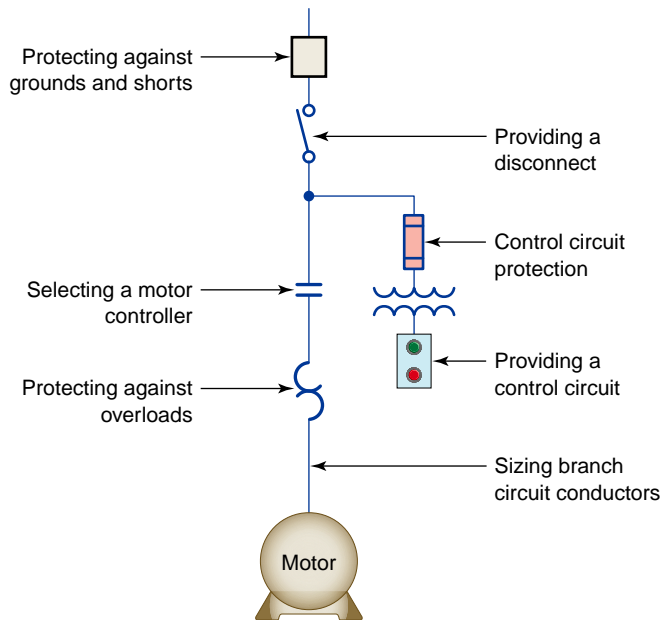 Protecting against
grounds and shorts
Providing a
disconnect
Control circuit
protection
Selecting a motor
controller
Providing a
control circuit
Protecting against
overloads
Sizing branch
circuit conductors
Motor